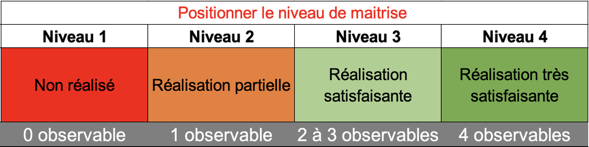 Positionner le niveau de maitrise
Niveau 1 Niveau 2 Niveau 3 Niveau 4
Non réalisé Réalisation partielle Réalisation satisfaisante Réalisation très satisfaisante
0 observable 1 observable 2 à 3 observables 4 observables